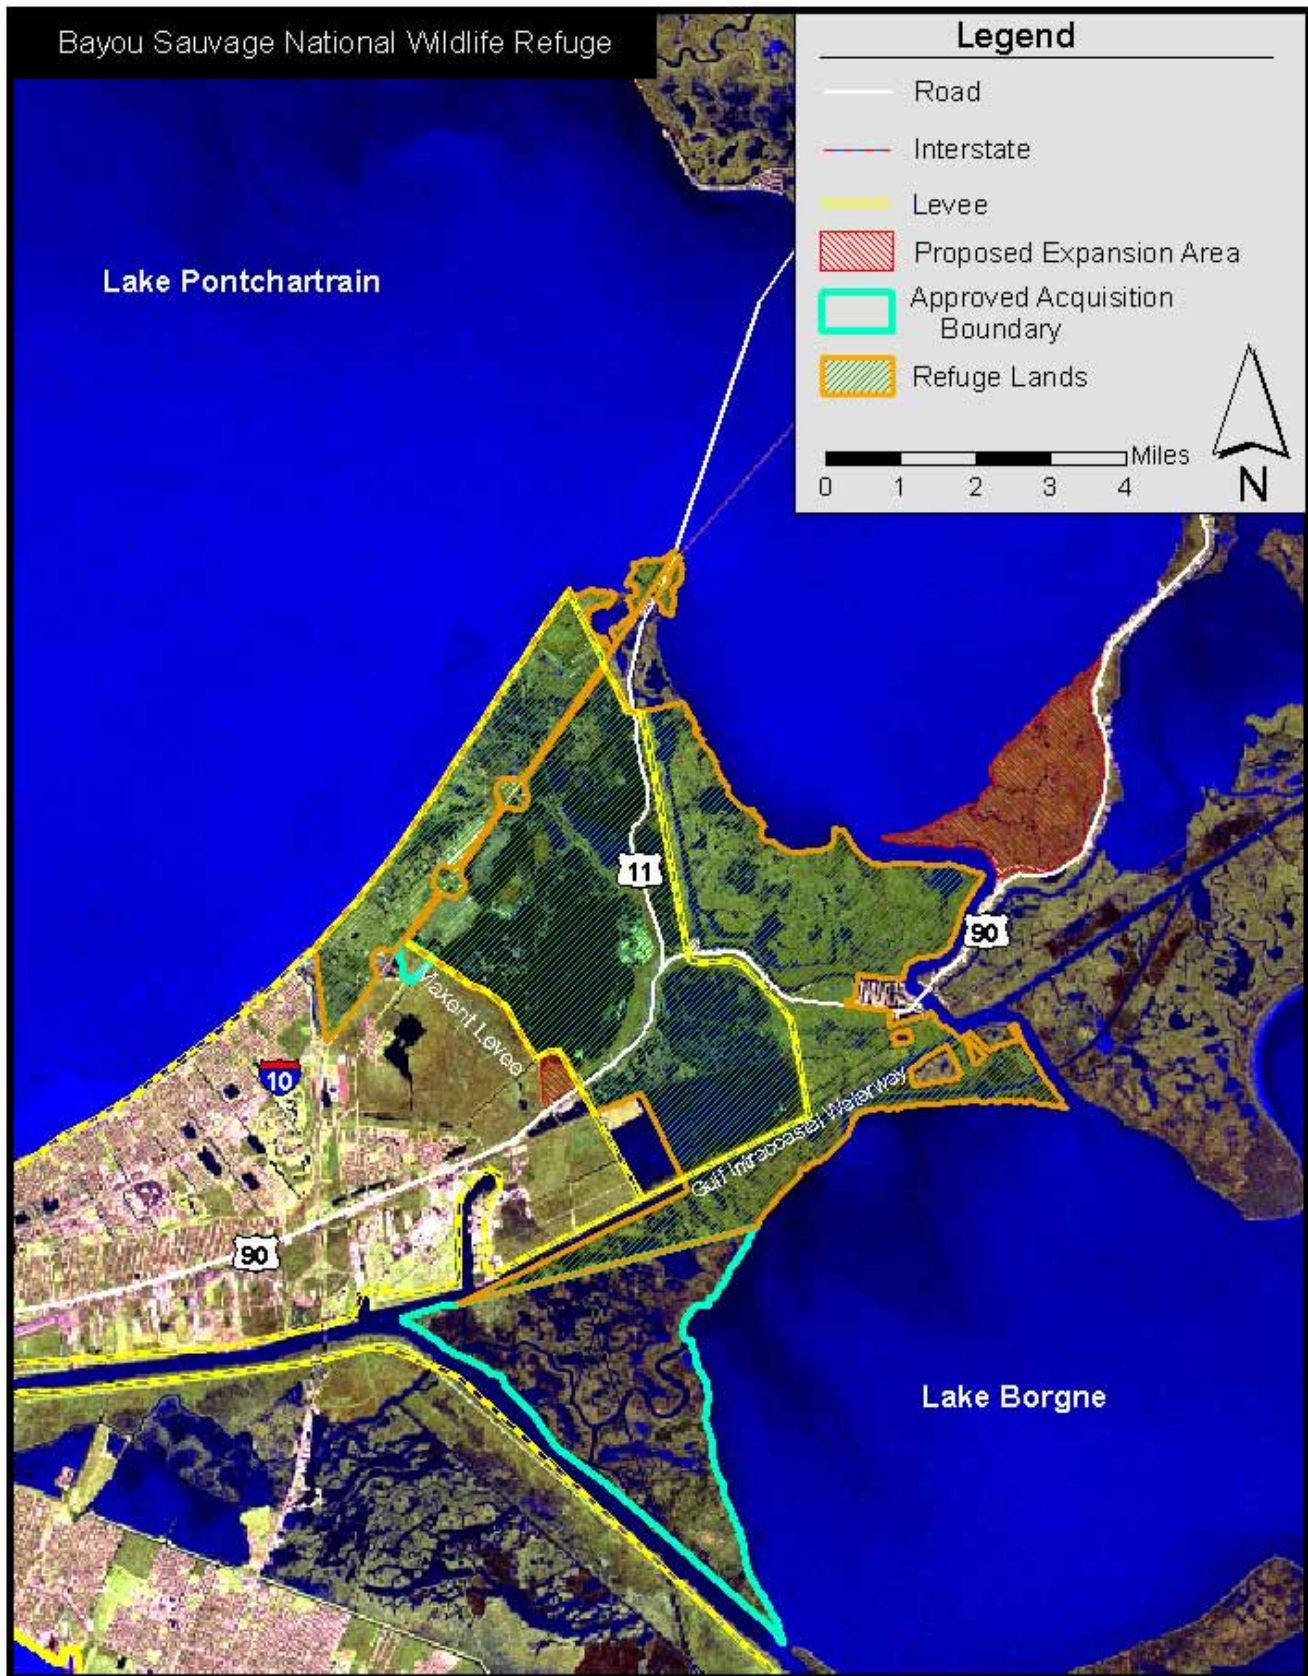 Bayou Sauvage National Wildlife Refuge
Legend
Road
Interstate
Levee
Proposed Expansion Area
Approved Acquisition
Boundary
Refuge Lands
Miles
0 1 2 3 4
N
Lake Pontchartrain
11
90
Maxent Levee
10
Gulf Intracoastal Waterway
90
Lake Borgne